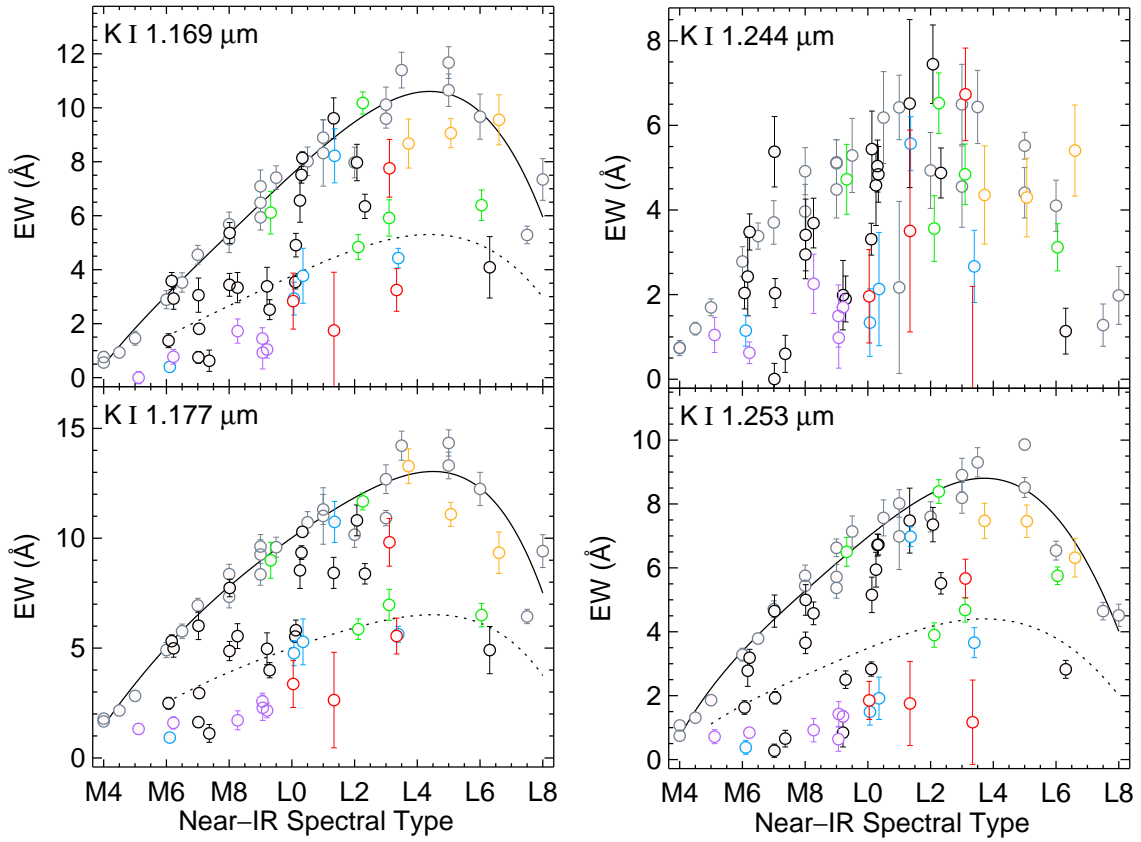 K I 1.169 μm
EW (Å)
12
10
8
6
4
2
0
K I 1.244 μm
EW (Å)
8
6
4
2
0
K I 1.177 μm
EW (Å)
15
10
5
0
M4 M6 M8 L0 L2 L4 L6 L8
Near–IR Spectral Type
K I 1.253 μm
EW (Å)
10
8
6
4
2
0
M4 M6 M8 L0 L2 L4 L6 L8
Near–IR Spectral Type